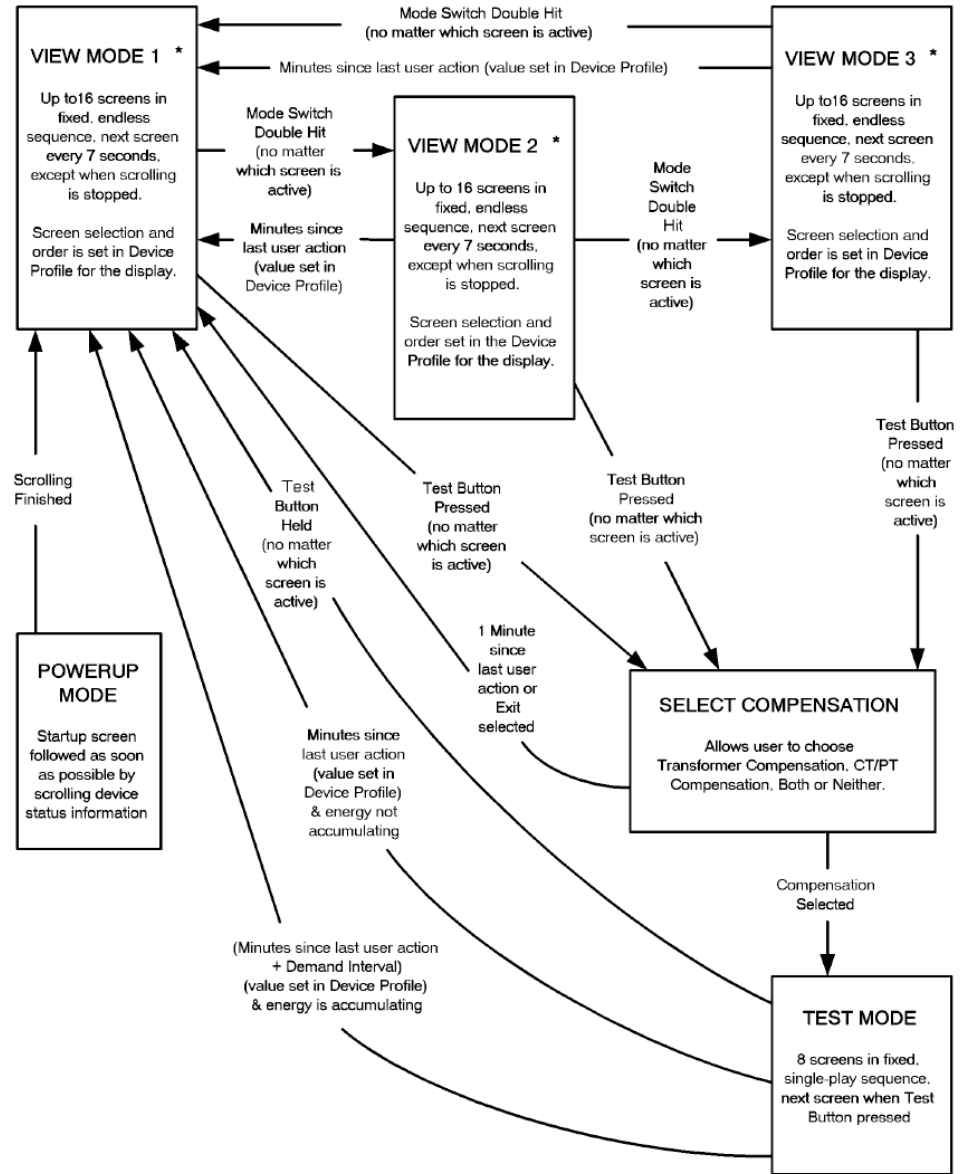 Mode Switch Double Hit
(no matter which screen is active)
Minutes since last user action (value set in Device Profile)
VIEW MODE 1 *
Up to16 screens in
fixed, endless
sequence, next screen
every 7 seconds,
except when scrolling
is stopped.
Screen selection and
order is set in Device
Profile for the display.
Mode Switch
Double Hit
(no matter
which screen is
active)
Minutes since
last user action
(value set in
Device Profile)
VIEW MODE 2 *
Up to 16 screens in
fixed, endless
sequence, next screen
every 7 seconds,
except when scrolling
is stopped.
Screen selection and
order set in the Device
Profile for the display.
Mode
Switch
Double
Hit
(no matter
which
screen is
active)
VIEW MODE 3 *
Up to16 screens in
fixed, endless
sequence, next screen
every 7 seconds,
except when scrolling
is stopped.
Screen selection and
order is set in Device
Profile for the display.
Scrolling
Finished
Test
Button
Held
(no matter
which
screen is
active)
Test Button
Pressed
(no matter
which screen
is active)
Test Button
Pressed
(no matter which
screen is active)
Test Button
Pressed
(no matter
which
screen is
active)
POWERUP
MODE
Startup screen
followed as soon
as possible by
scrolling device
status information
1 Minute
since
last user
action or
Exit
selected
SELECT COMPENSATION
Allows user to choose
Transformer Compensation, CT/PT
Compensation, Both or Neither.
Minutes since
last user action
(value set in
Device Profile)
& energy not
accumulating
Compensation
Selected
(Minutes since last user action
+ Demand Interval)
(value set in Device Profile)
& energy is accumulating
TEST MODE
8 screens in fixed,
single-play sequence,
next screen when Test
Button pressed